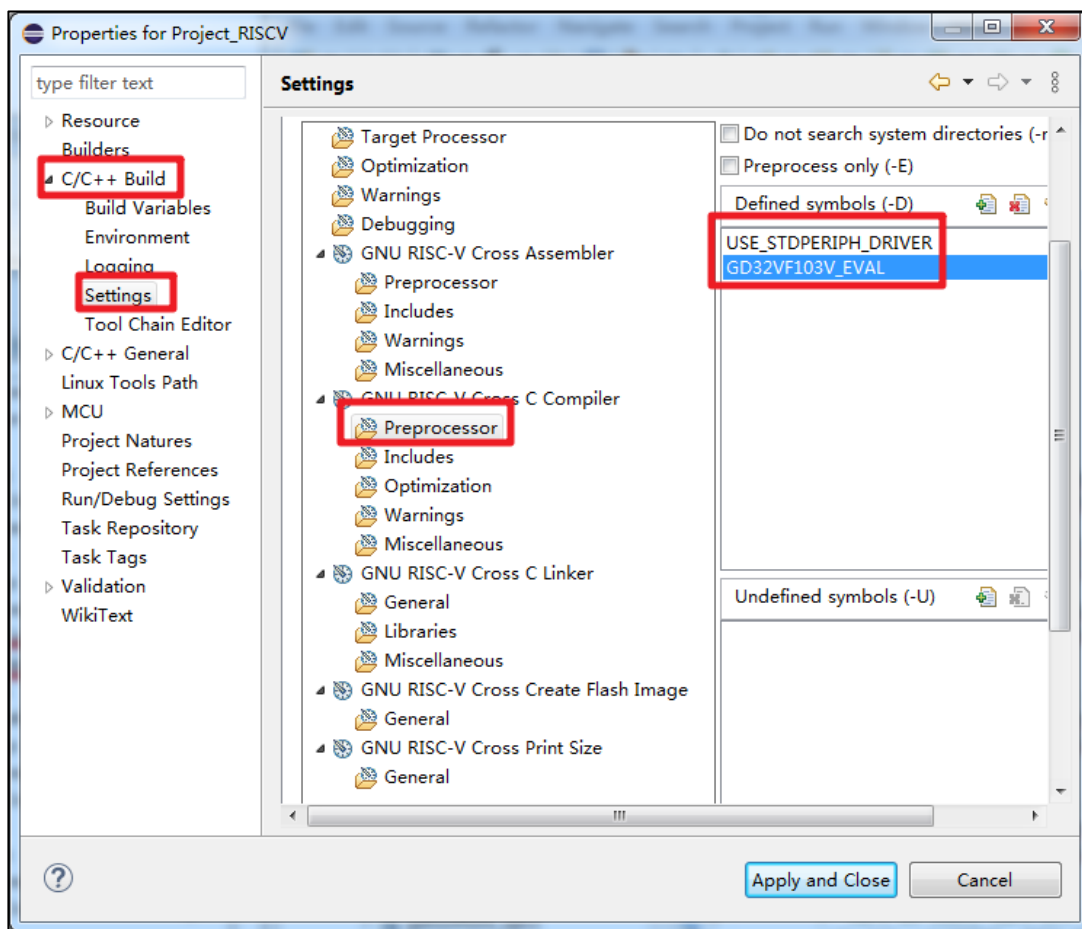 Properties for Project_RISCV
type filter text
Settings
Resource
Builders
C/C++ Build
Build Variables
Environment
Logging
Settings
Tool Chain Editor
C/C++ General
Linux Tools Path
MCU
Project Natures
Project References
Run/Debug Settings
Task Repository
Task Tags
Validation
WikiText
Target Processor
Optimization
Warnings
Debugging
GNU RISC-V Cross Assembler
Preprocessor
Includes
Warnings
Miscellaneous
GNU RISC-V Cross C Compiler
Preprocessor
Includes
Optimization
Warnings
Miscellaneous
GNU RISC-V Cross C Linker
General
Libraries
Miscellaneous
GNU RISC-V Cross Create Flash Image
General
GNU RISC-V Cross Print Size
General
Do not search system directories (-r
Preprocess only (-E)
Defined symbols (-D)
USE_STDPERIPH_DRIVER
GD32VF103V_EVAL
Undefined symbols (-U)
Apply and Close
Cancel